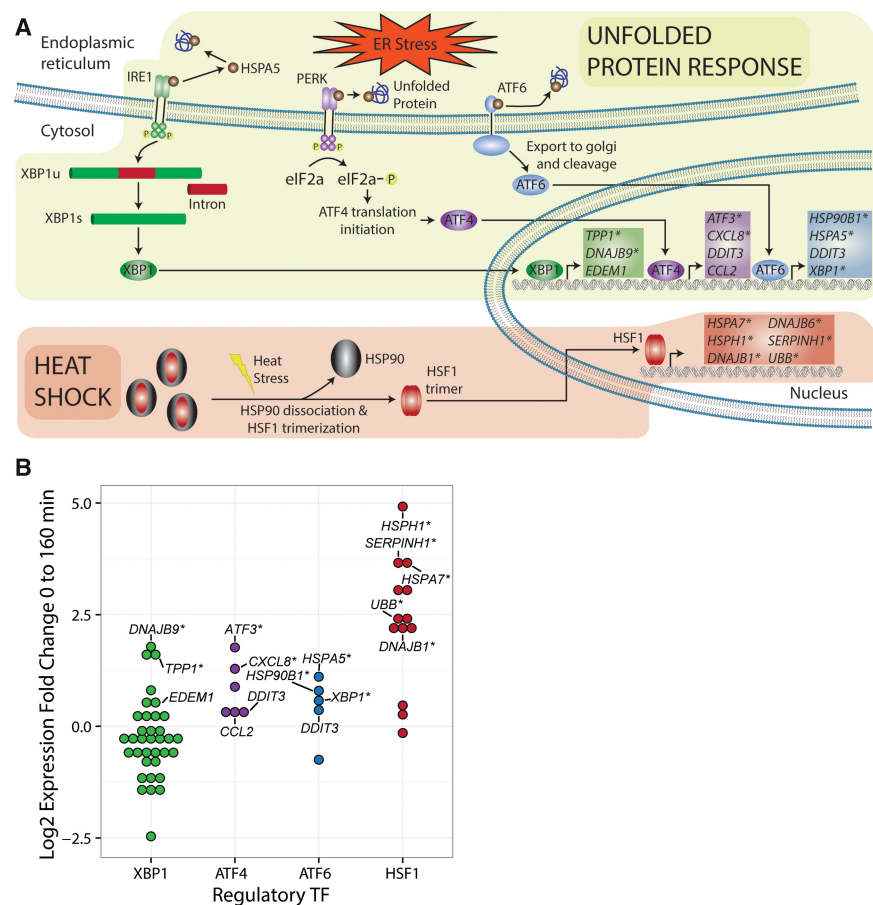 A
Endoplasmic
reticulum
IRE1
HSPA5
ER Stress
PERK
Unfolded
Protein
ATF6
UNFOLDED
PROTEIN RESPONSE
Cytosol
P
P
P
P
Export to golgi
and cleavage
XBP1u
Intron
eIF2a
eIF2a
P
ATF6
XBP1s
ATF4 translation
initiation
ATF4
XBP1
XBP1
TPP1*
DNAJB9*
EDEM1
ATF4
ATF3*
CXCL8*
DDIT3
CCL2
ATF6
HSP90B1*
HSPA5*
DDIT3
XBP1*
HEAT
SHOCK
Heat
Stress
HSP90
HSP90 dissociation &
HSF1 trimerization
HSF1
trimer
HSF1
HSPA7* DNAJB6*
HSPH1* SERPINH1*
DNAJB1* UBB*
Nucleus
B
Log2 Expression Fold Change 0 to 160 min
5.0
2.5
0.0
−2.5
DNAJB9*
TPP1*
EDEM1
ATF3*
CXCL8*
DDIT3
CCL2
HSPA5*
HSP90B1*
XBP1*
DDIT3
HSPH1*
SERPINH1*
HSPA7*
UBB*
DNAJB1*
XBP1 ATF4 ATF6 HSF1
Regulatory TF